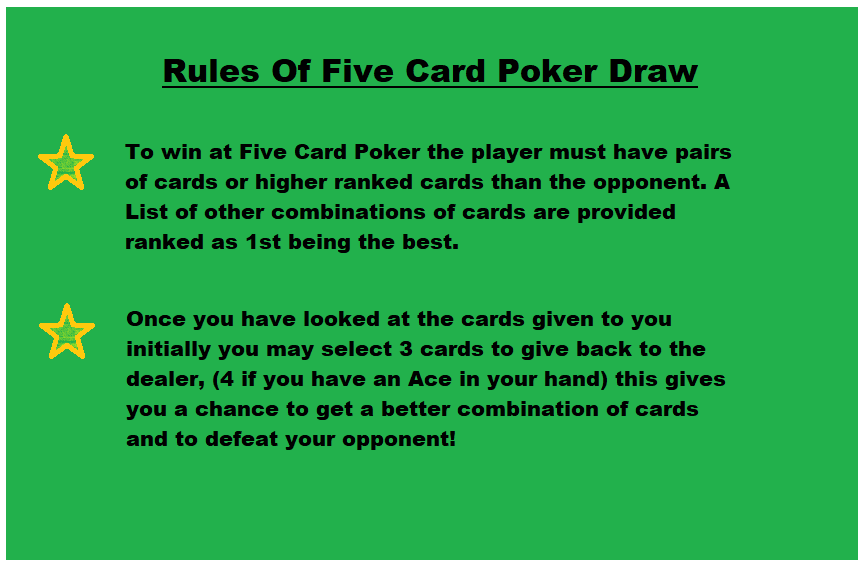 Rules Of Five Card Poker Draw
To win at Five Card Poker the player must have pairs
of cards or higher ranked cards than the opponent. A
List of other combinations of cards are provided
ranked as 1st being the best.
Once you have looked at the cards given to you
initially you may select 3 cards to give back to the
dealer, (4 if you have an Ace in your hand) this gives
you a chance to get a better combination of cards
and to defeat your opponent!